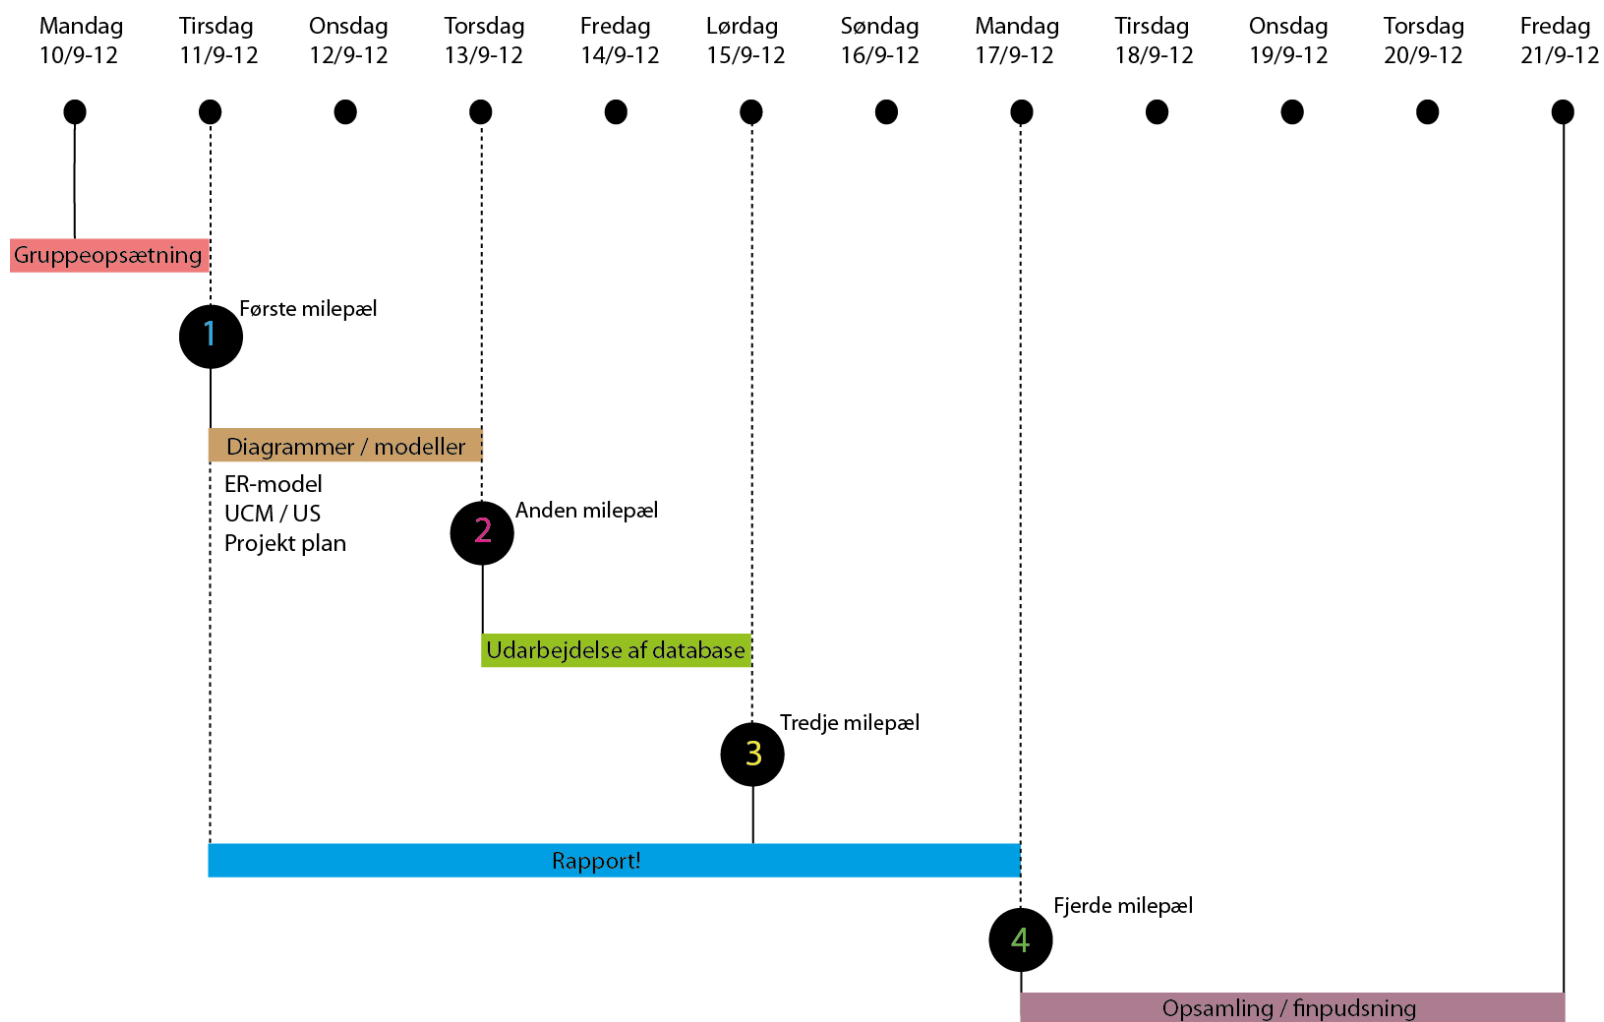 Mandag Tirsdag Onsdag Torsdag Fredag Lørdag Søndag Mandag Tirsdag Onsdag Torsdag Fredag
10/9-12 11/9-12 12/9-12 13/9-12 14/9-12 15/9-12 16/9-12 17/9-12 18/9-12 19/9-12 20/9-12 21/9-12
Gruppeopsætning
Første milepæl
1
Diagrammer / modeller
ER-model
UCM / US
Projekt plan
Anden milepæl
2
Udarbejdelse af database
Tredje milepæl
3
Rapport!
Fjerde milepæl
4
Opsamling / finpudsning